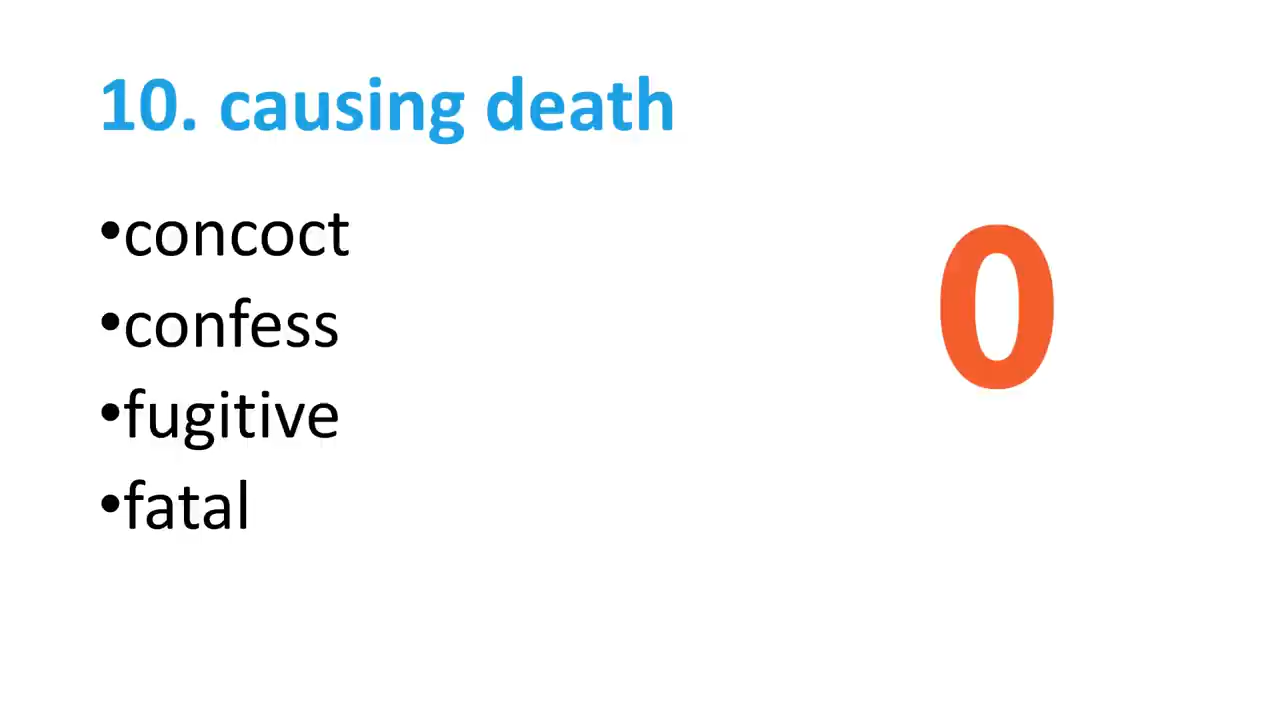 10. causing death
•concoct
•confess
•fugitive
•fatal
0